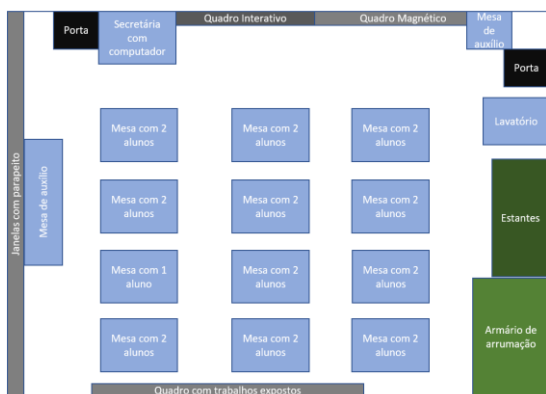 Porta
Secretária
com
computador
Quadro Interativo
Quadro Magnético
Mesa
de
auxílio
Porta
Lavatório
Janelas com parapeito
Mesa de auxílio
Mesa com 2
alunos
Mesa com 2
alunos
Mesa com 2
alunos
Mesa com 2
alunos
Mesa com 2
alunos
Mesa com 2
alunos
Estantes
Mesa com 1
aluno
Mesa com 2
alunos
Mesa com 2
alunos
Mesa com 2
alunos
Mesa com 2
alunos
Mesa com 2
alunos
Armário de
arrumação
Quadro com trabalhos expostos